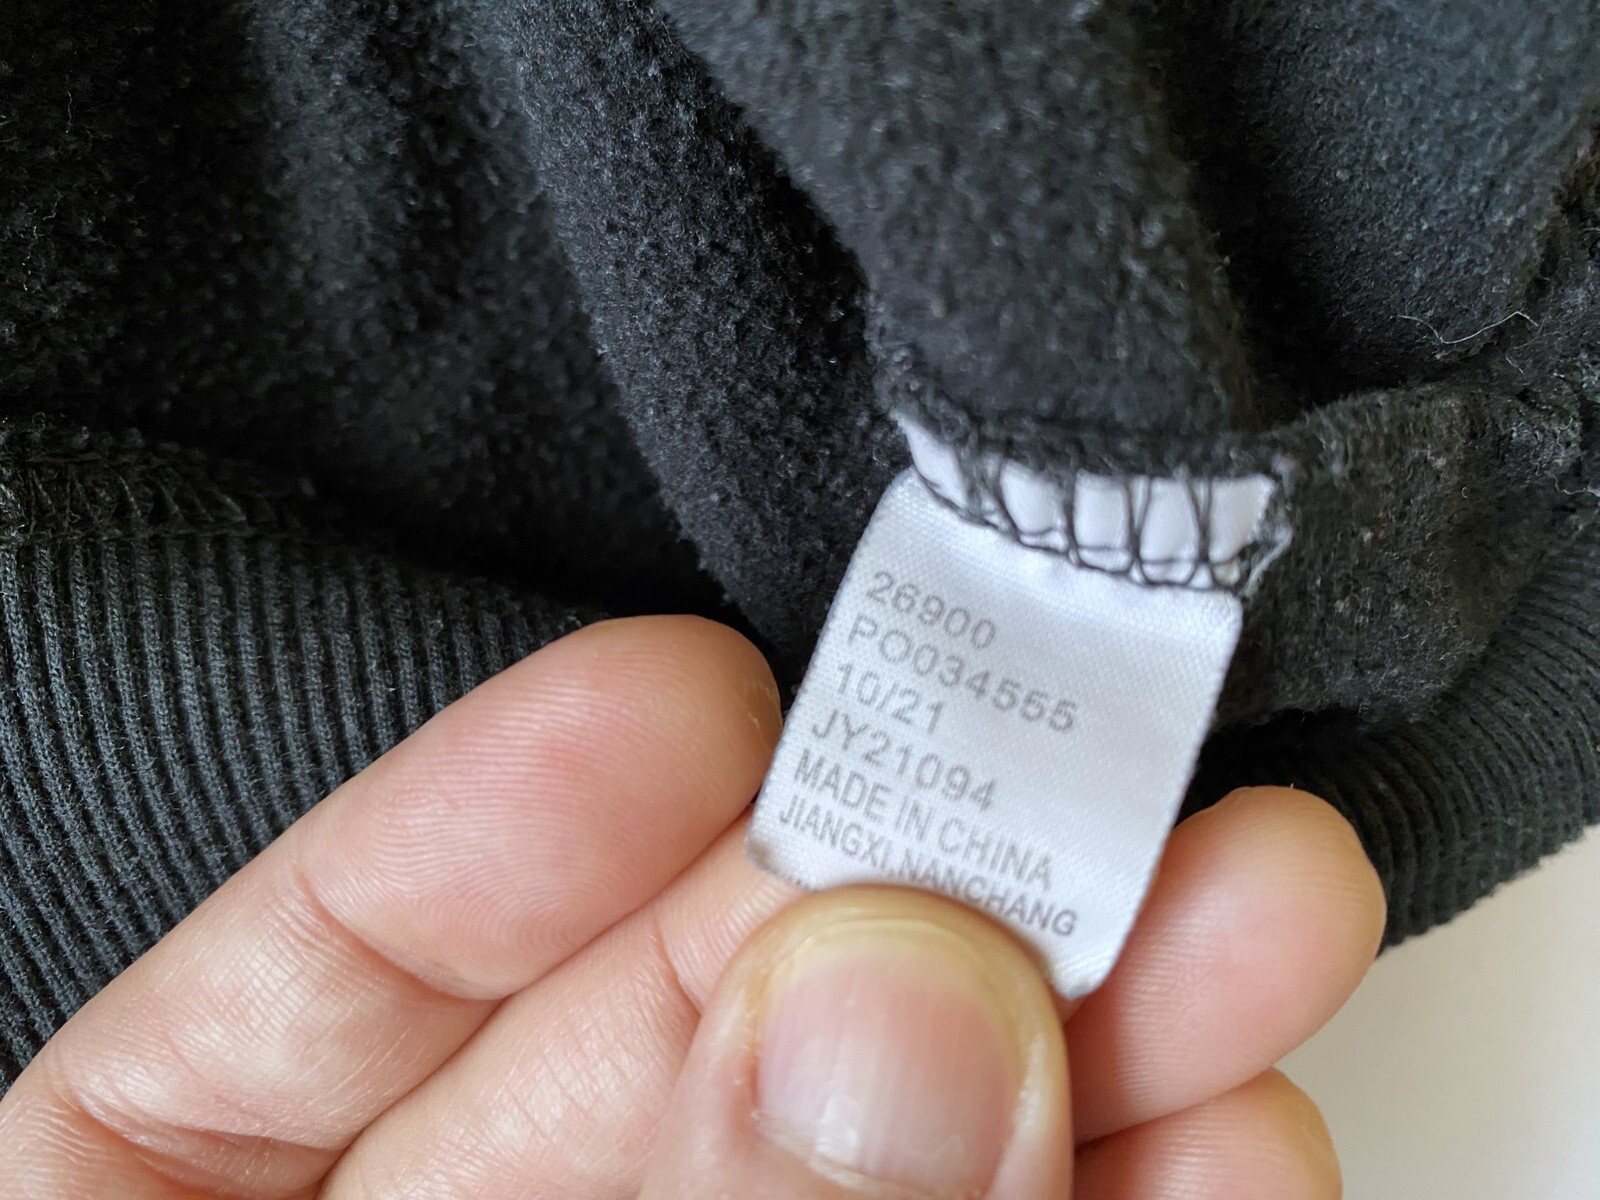 26900
PO034555
10/21
JY21094
MADE IN CHINA
JIANGXI,NANCHANG